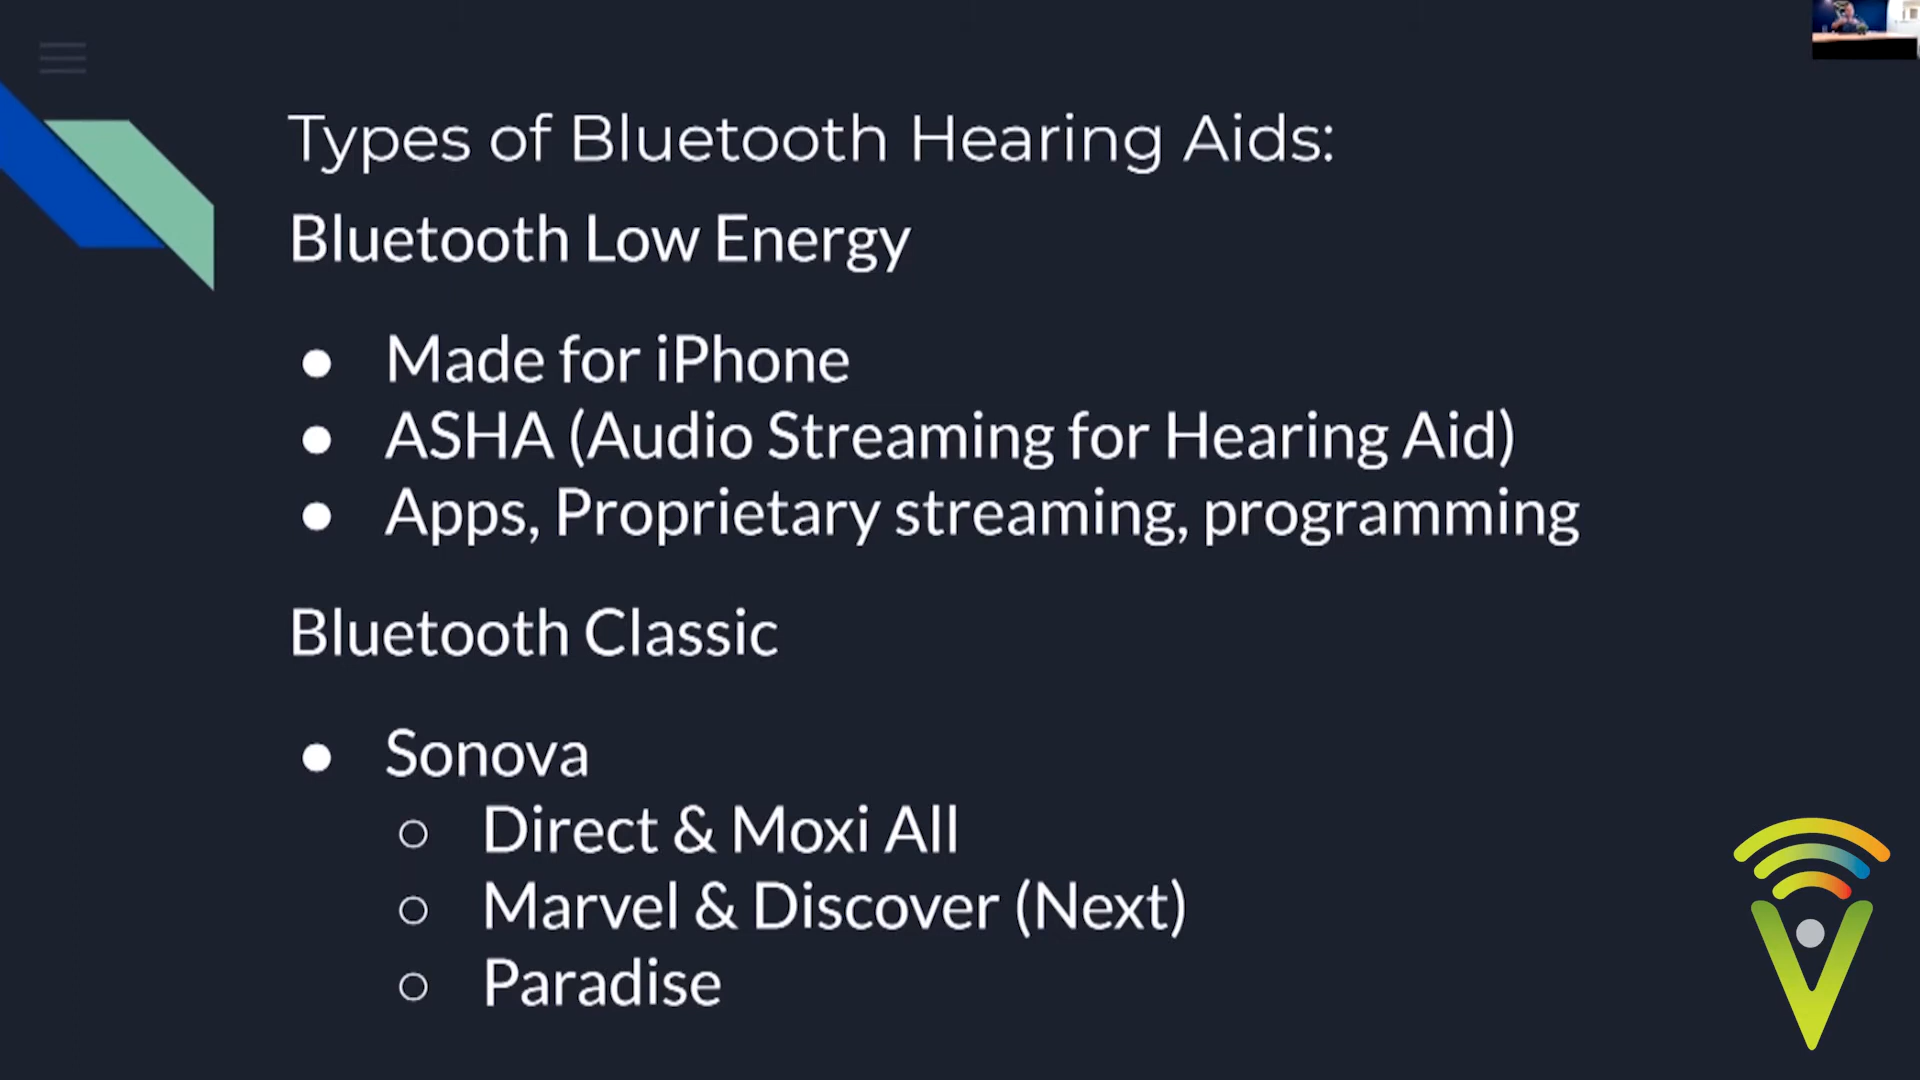 Types of Bluetooth Hearing Aids:
Bluetooth Low Energy
● Made for iPhone
● ASHA (Audio Streaming for Hearing Aid)
● Apps, Proprietary streaming, programming
Bluetooth Classic
● Sonova
○ Direct & Moxi All
○ Marvel & Discover (Next)
○ Paradise